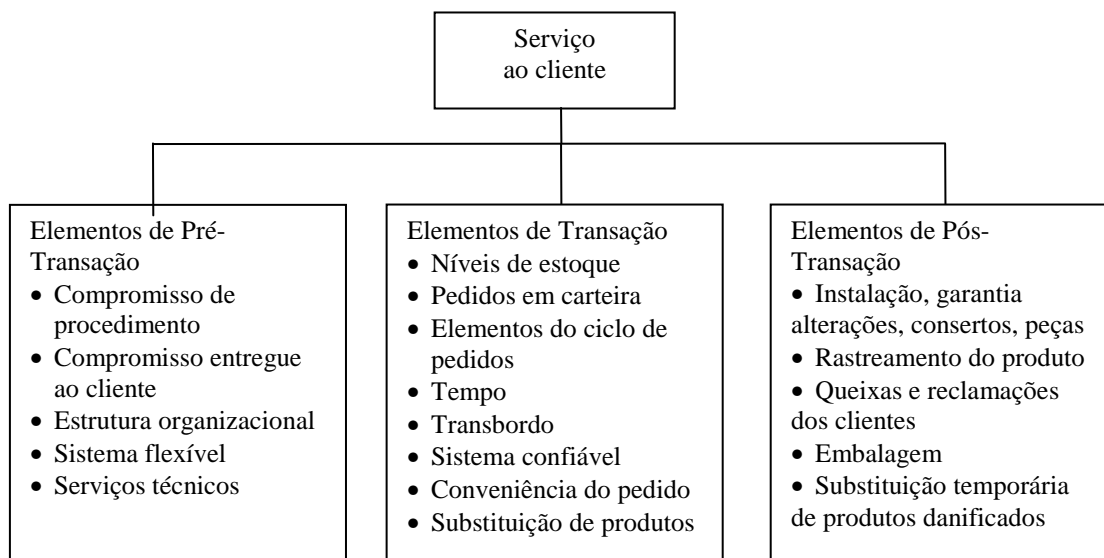 Serviço
ao cliente
Elementos de Pré-
Transação
• Compromisso de
procedimento
• Compromisso entregue
ao cliente
• Estrutura organizacional
• Sistema flexível
• Serviços técnicos
Elementos de Transação
• Níveis de estoque
• Pedidos em carteira
• Elementos do ciclo de
pedidos
• Tempo
• Transbordo
• Sistema confiável
• Conveniência do pedido
• Substituição de produtos
Elementos de Pós-
Transação
• Instalação, garantia
alterações, consertos, peças
• Rastreamento do produto
• Queixas e reclamações
dos clientes
• Embalagem
• Substituição temporária
de produtos danificados